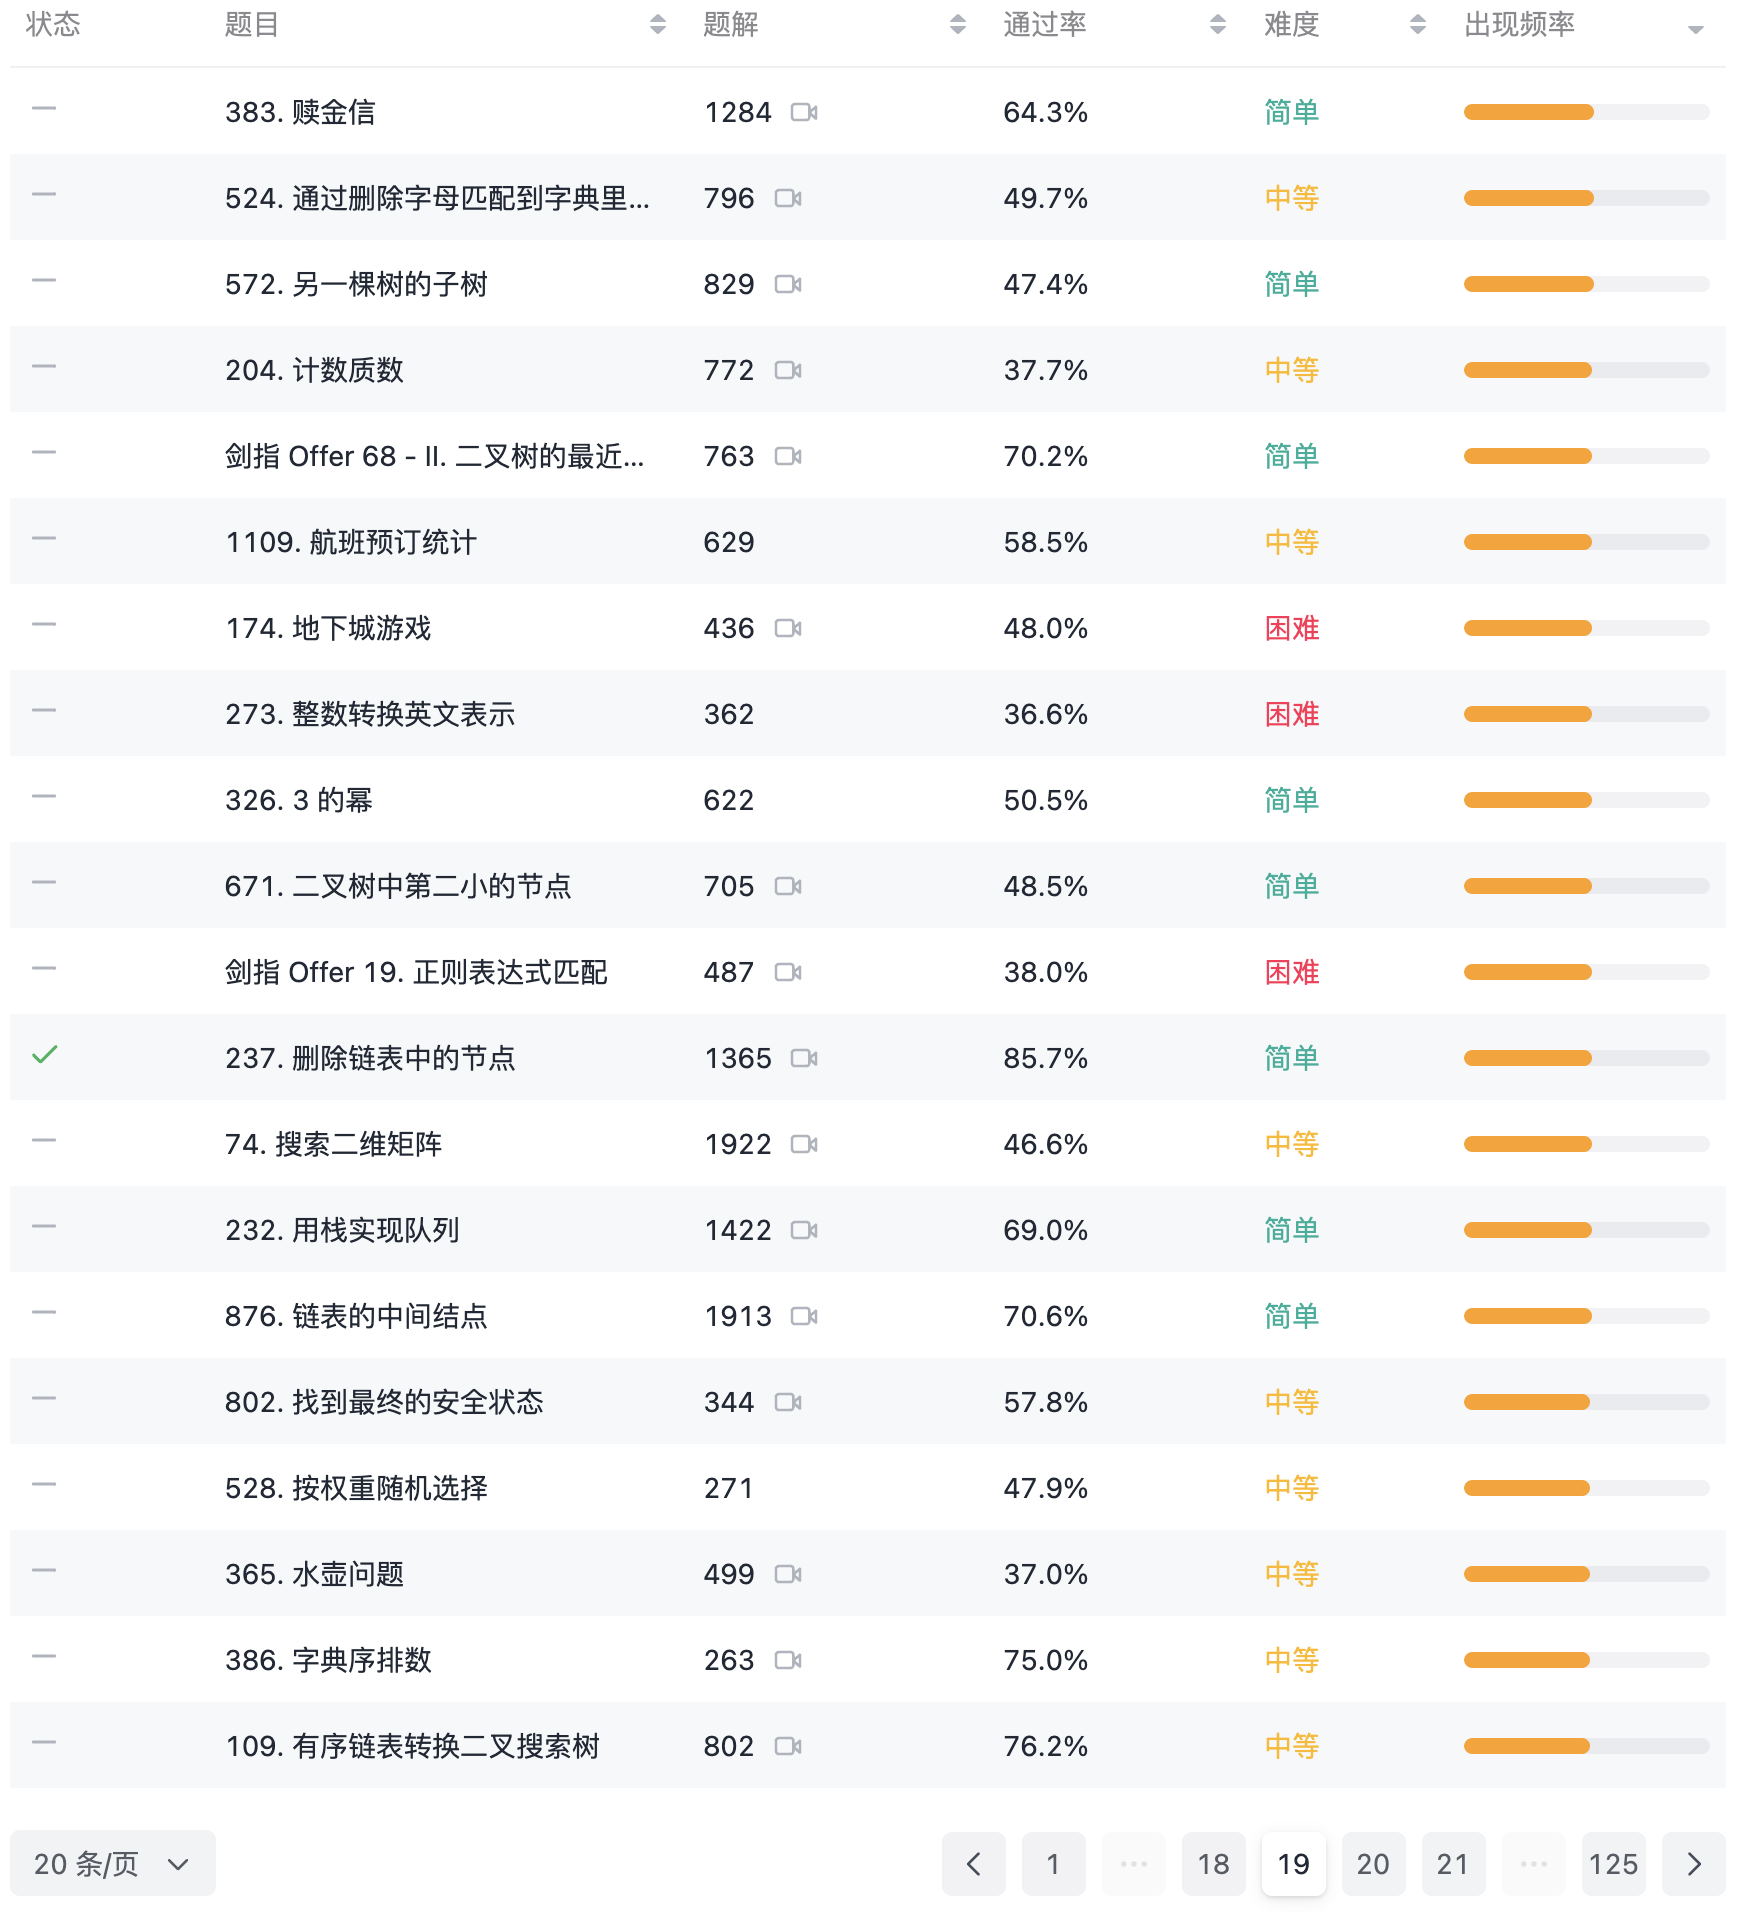 状态 题目 题解 通过率 难度 出现频率
383. 赎金信 1284 64.3% 简单
524. 通过删除字母匹配到字典里... 796 49.7% 中等
572. 另一棵树的子树 829 47.4% 简单
204. 计数质数 772 37.7% 中等
剑指 Offer 68 - II. 二叉树的最近... 763 70.2% 简单
1109. 航班预订统计 629 58.5% 中等
174. 地下城游戏 436 48.0% 困难
273. 整数转换英文表示 362 36.6% 困难
326. 3 的幂 622 50.5% 简单
671. 二叉树中第二小的节点 705 48.5% 简单
剑指 Offer 19. 正则表达式匹配 487 38.0% 困难
237. 删除链表中的节点 1365 85.7% 简单
74. 搜索二维矩阵 1922 46.6% 中等
232. 用栈实现队列 1422 69.0% 简单
876. 链表的中间结点 1913 70.6% 简单
802. 找到最终的安全状态 344 57.8% 中等
528. 按权重随机选择 271 47.9% 中等
365. 水壶问题 499 37.0% 中等
386. 字典序排数 263 75.0% 中等
109. 有序链表转换二叉搜索树 802 76.2% 中等
20 条/页 1 ... 18 19 20 21 ... 125